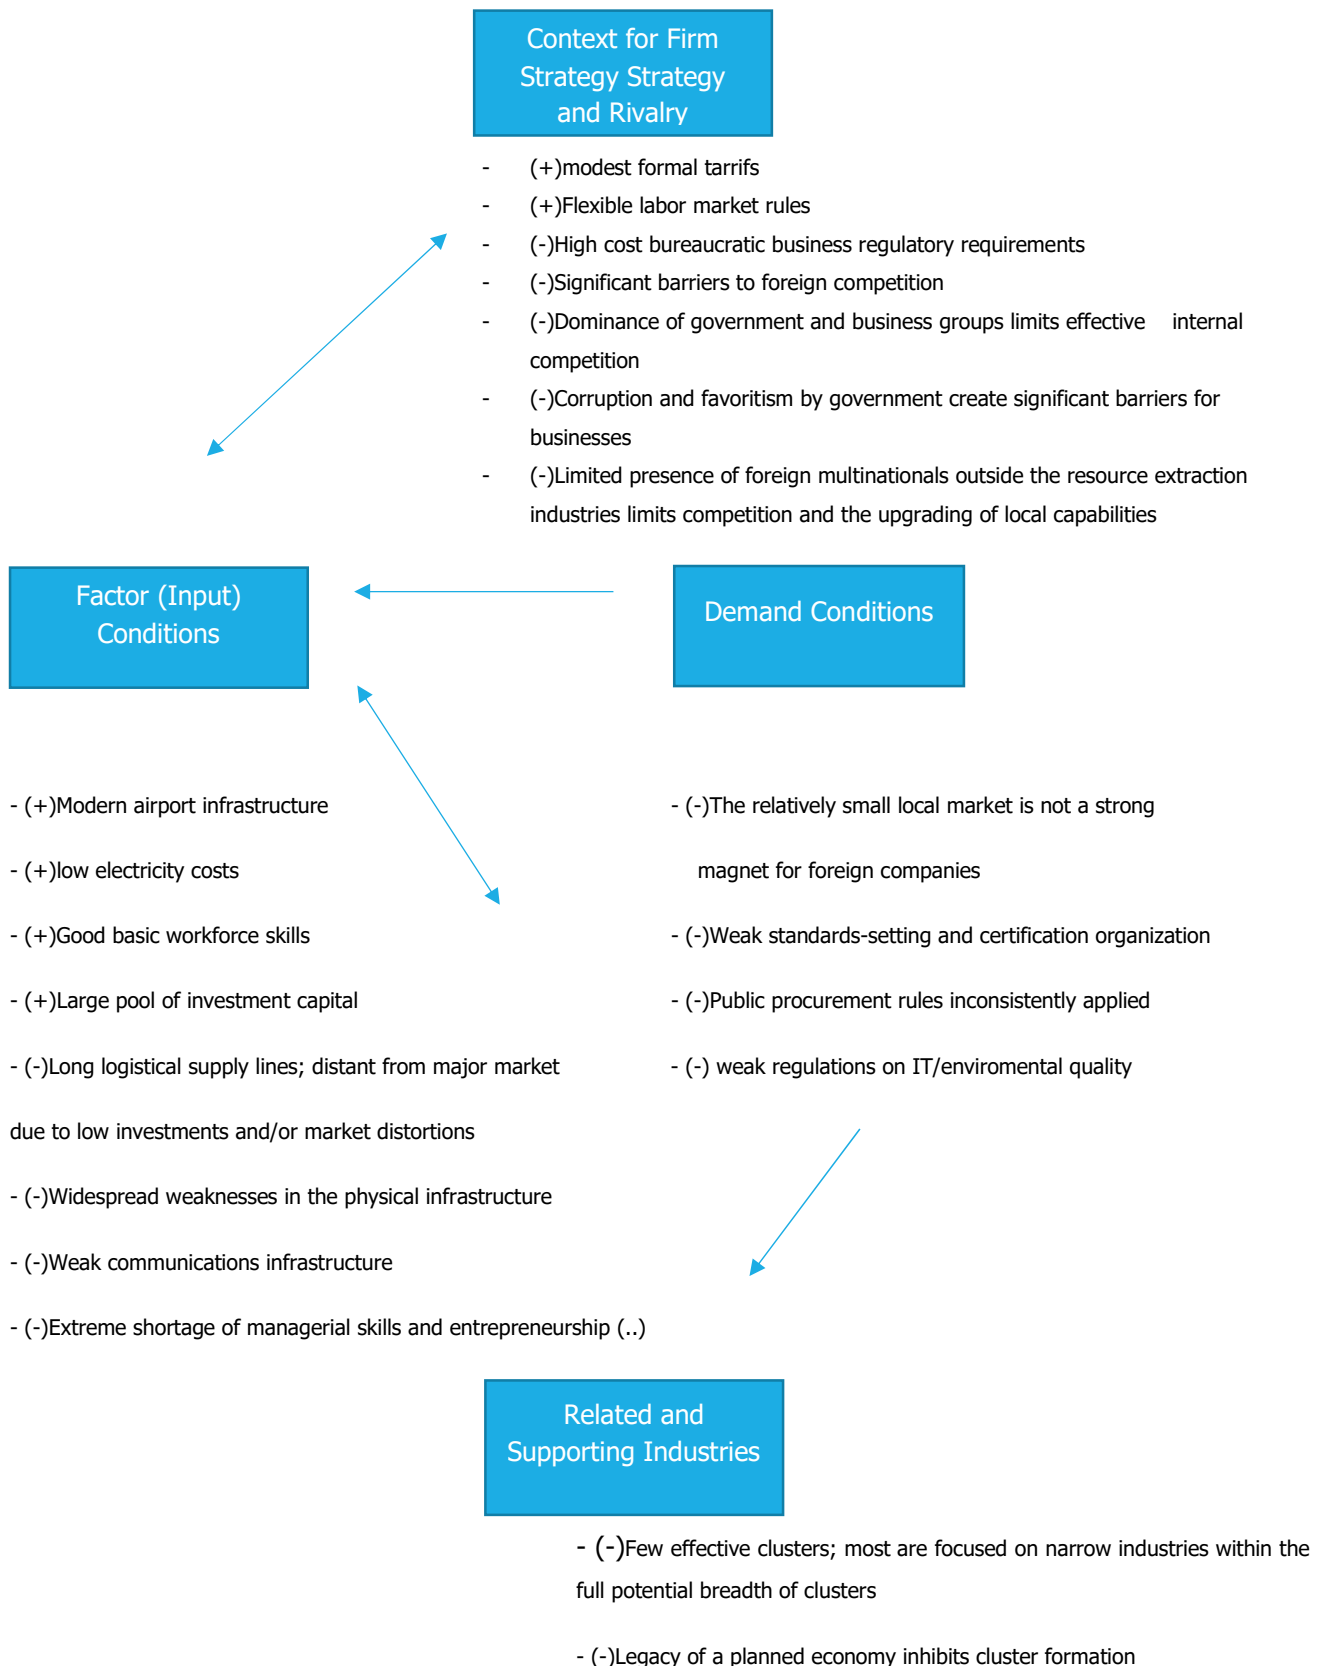 Context for Firm
Strategy Strategy
and Rivalry
- (+)modest formal tarrifs
- (+)Flexible labor market rules
- (-)High cost bureaucratic business regulatory requirements
- (-)Significant barriers to foreign competition
- (-)Dominance of government and business groups limits effective internal
competition
- (-)Corruption and favoritism by government create significant barriers for
businesses
- (-)Limited presence of foreign multinationals outside the resource extraction
industries limits competition and the upgrading of local capabilities
Factor (Input)
Conditions
Demand Conditions
- (+)Modern airport infrastructure
- (+)low electricity costs
- (+)Good basic workforce skills
- (+)Large pool of investment capital
- (-)Long logistical supply lines; distant from major market
due to low investments and/or market distortions
- (-)Widespread weaknesses in the physical infrastructure
- (-)Weak communications infrastructure
- (-)Extreme shortage of managerial skills and entrepreneurship (..)
- (-)The relatively small local market is not a strong
magnet for foreign companies
- (-)Weak standards-setting and certification organization
- (-)Public procurement rules inconsistently applied
- (-) weak regulations on IT/enviromental quality
Related and
Supporting Industries
- (-)Few effective clusters; most are focused on narrow industries within the
full potential breadth of clusters
- (-)Legacy of a planned economy inhibits cluster formation